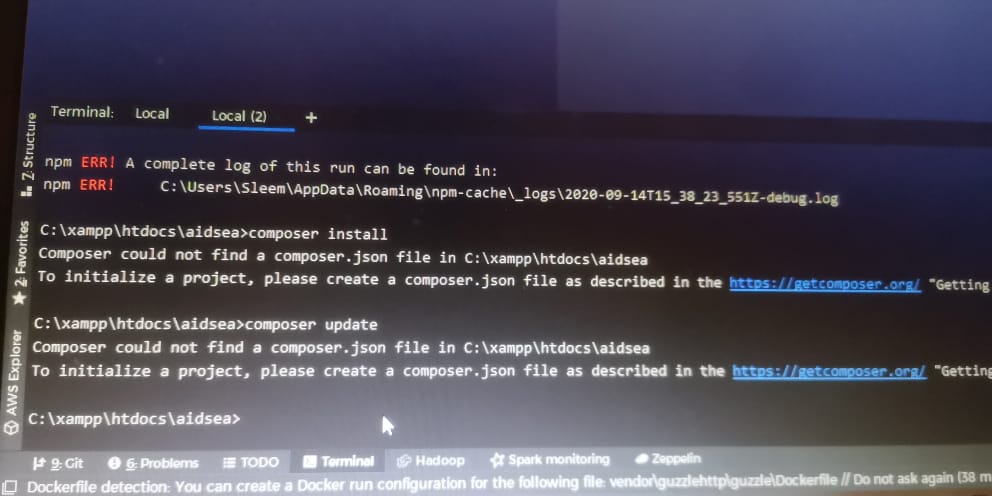 Terminal: Local Local (2) +
npm ERR! A complete log of this run can be found in:
npm ERR! C:\Users\Sleem\AppData\Roaming\npm-cache\_logs\2020-09-14T15_38_23_551Z-debug.log
C:\xampp\htdocs\aidsea>composer install
Composer could not find a composer.json file in C:\xampp\htdocs\aidsea
To initialize a project, please create a composer.json file as described in the https://getcomposer.org/ "Getting
C:\xampp\htdocs\aidsea>composer update
Composer could not find a composer.json file in C:\xampp\htdocs\aidsea
To initialize a project, please create a composer.json file as described in the https://getcomposer.org/ "Getting
C:\xampp\htdocs\aidsea>
7: Structure
2: Favorites
AWS Explorer
9: Git 6: Problems TODO Terminal Hadoop Spark monitoring Zeppelin
Dockerfile detection: You can create a Docker run configuration for the following file: vendor\guzzlehttp\guzzle\Dockerfile // Do not ask again (38 m